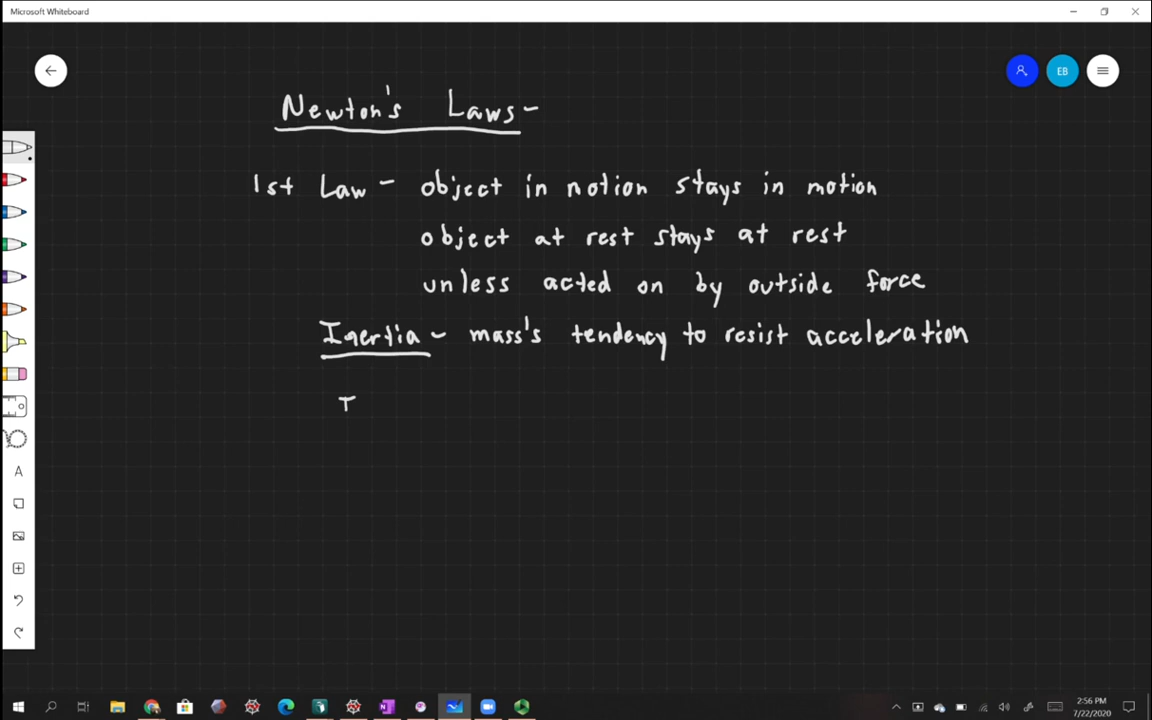 Microsoft Whiteboard
EB
Newton's Laws-
1st Law - object in notion stays in motion
object at rest stays at rest
unless acted on by outside force
Inertia - mass's tendency to resist acceleration
T
A
2:56 PM
7/22/2020